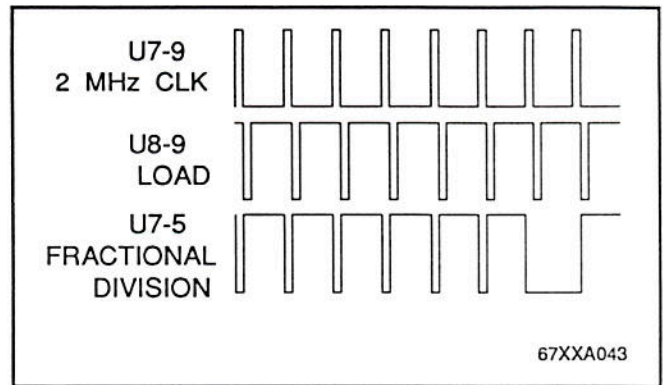 U7-9
2 MHz CLK
U8-9
LOAD
U7-5
FRACTIONAL
DIVISION
67XXA043